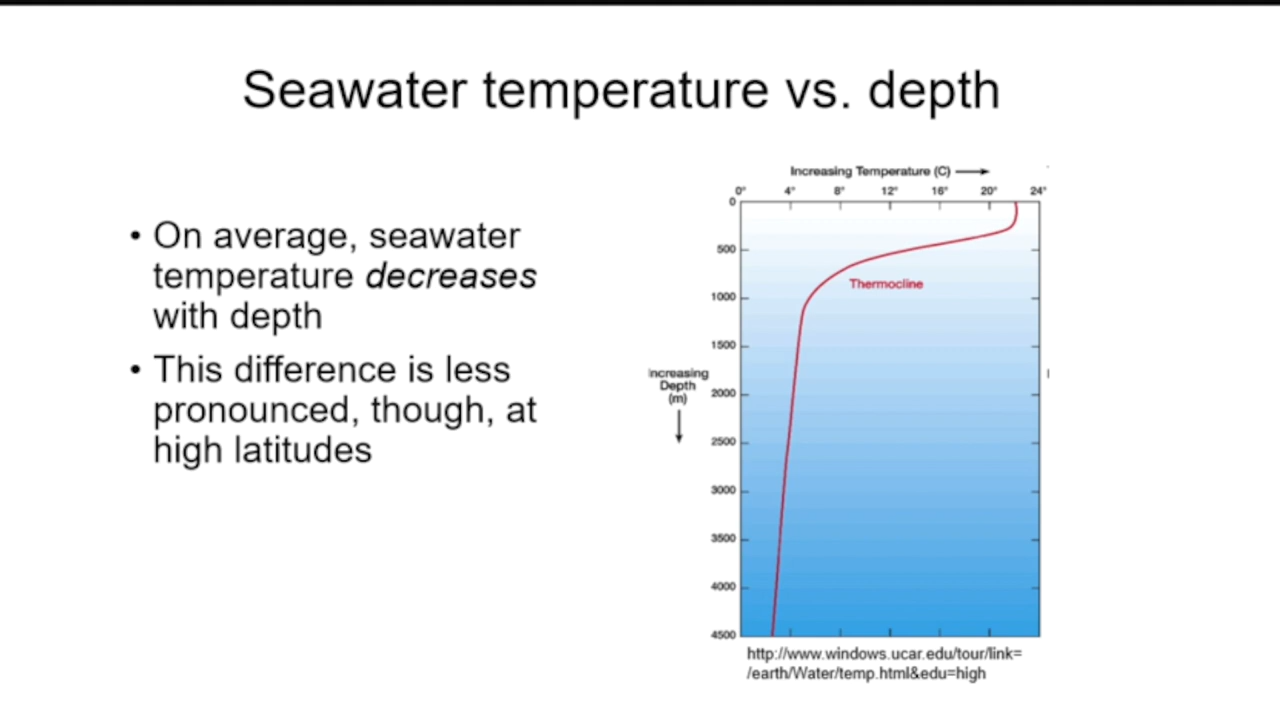 Seawater temperature vs. depth
• On average, seawater
temperature decreases
with depth
• This difference is less
pronounced, though, at
high latitudes
Increasing Temperature (C)
0° 4° 8° 12° 16° 20° 24°
0
500
Thermocline
1000
1500
Increasing
Depth
(m)
2000
2500
3000
3500
4000
4500
http://www.windows.ucar.edu/tour/link=
/earth/Water/temp.html&edu=high